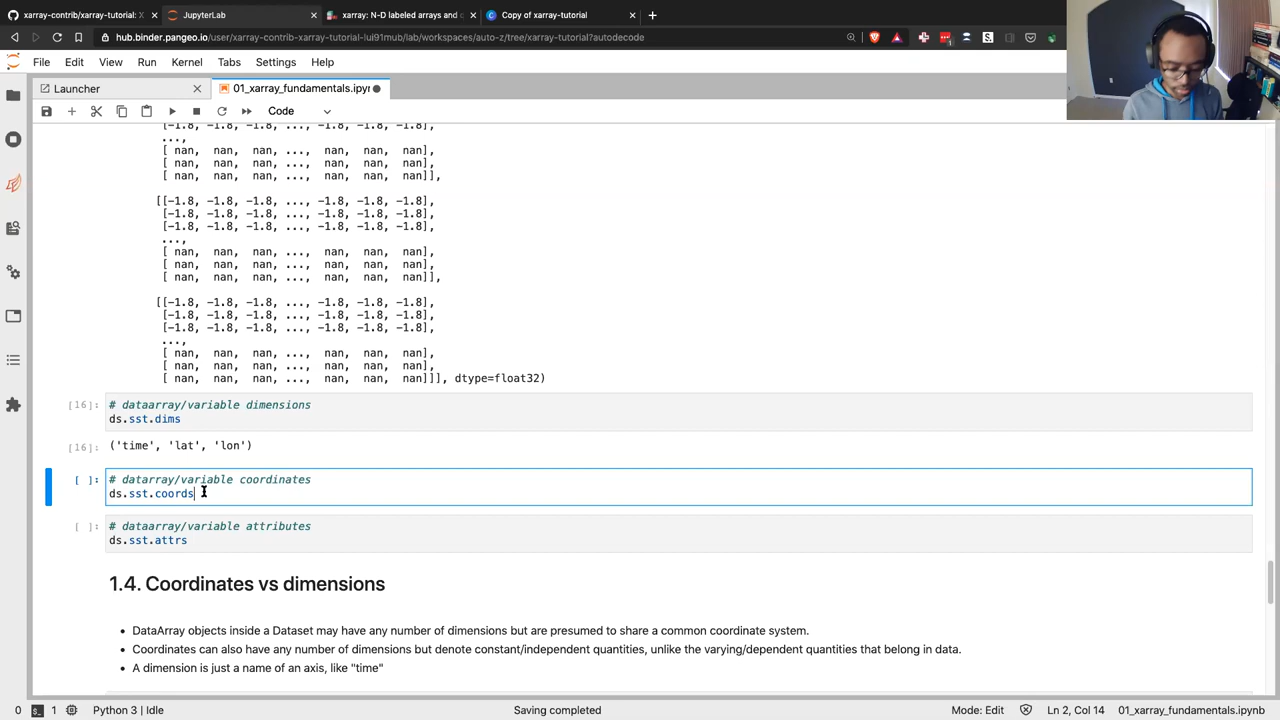 xarray-contrib/xarray-tutorial: X
JupyterLab
xarray: N-D labeled arrays and
Copy of xarray-tutorial
hub.binder.pangeo.io/user/xarray-contrib-xarray-tutorial-lui91mub/lab/workspaces/auto-z/tree/xarray-tutorial?autodecode
File Edit View Run Kernel Tabs Settings Help
Launcher
01_xarray_fundamentals.ipyn
Code
[-1.8, -1.8, -1.8, ..., -1.8, -1.8, -1.8],
...,
[ nan, nan, nan, ..., nan, nan, nan],
[ nan, nan, nan, ..., nan, nan, nan],
[ nan, nan, nan, ..., nan, nan, nan]],
[[-1.8, -1.8, -1.8, ..., -1.8, -1.8, -1.8],
[-1.8, -1.8, -1.8, ..., -1.8, -1.8, -1.8],
[-1.8, -1.8, -1.8, ..., -1.8, -1.8, -1.8],
...,
[ nan, nan, nan, ..., nan, nan, nan],
[ nan, nan, nan, ..., nan, nan, nan],
[ nan, nan, nan, ..., nan, nan, nan]],
[[-1.8, -1.8, -1.8, ..., -1.8, -1.8, -1.8],
[-1.8, -1.8, -1.8, ..., -1.8, -1.8, -1.8],
[-1.8, -1.8, -1.8, ..., -1.8, -1.8, -1.8],
...,
[ nan, nan, nan, ..., nan, nan, nan],
[ nan, nan, nan, ..., nan, nan, nan],
[ nan, nan, nan, ..., nan, nan, nan]]], dtype=float32)
[16]: # dataarray/variable dimensions
ds.sst.dims
[16]: ('time', 'lat', 'lon')
[ ]: # dataarray/variable coordinates
ds.sst.coords
[ ]: # dataarray/variable attributes
ds.sst.attrs
1.4. Coordinates vs dimensions
• DataArray objects inside a Dataset may have any number of dimensions but are presumed to share a common coordinate system.
• Coordinates can also have any number of dimensions but denote constant/independent quantities, unlike the varying/dependent quantities that belong in data.
• A dimension is just a name of an axis, like "time"
0 1 Python 3 | Idle Saving completed Mode: Edit Ln 2, Col 14 01_xarray_fundamentals.ipynb